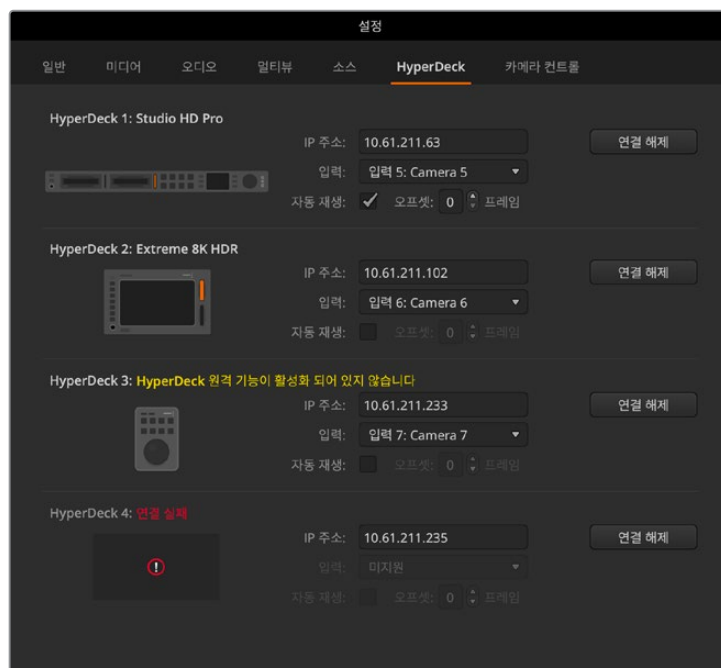 설정
일반 미디어 오디오 멀티뷰 소스 HyperDeck 카메라 컨트롤
HyperDeck 1: Studio HD Pro
IP 주소: 10.61.211.63 연결 해제
입력: 입력 5: Camera 5
자동 재생: 오프셋: 0 프레임
HyperDeck 2: Extreme 8K HDR
IP 주소: 10.61.211.102 연결 해제
입력: 입력 6: Camera 6
자동 재생: 오프셋: 0 프레임
HyperDeck 3: HyperDeck 원격 기능이 활성화 되어 있지 않습니다
IP 주소: 10.61.211.233 연결 해제
입력: 입력 7: Camera 7
자동 재생: 오프셋: 0 프레임
HyperDeck 4: 연결 실패
IP 주소: 10.61.211.235 연결 해제
입력: 미지원
자동 재생: 오프셋: 0 프레임